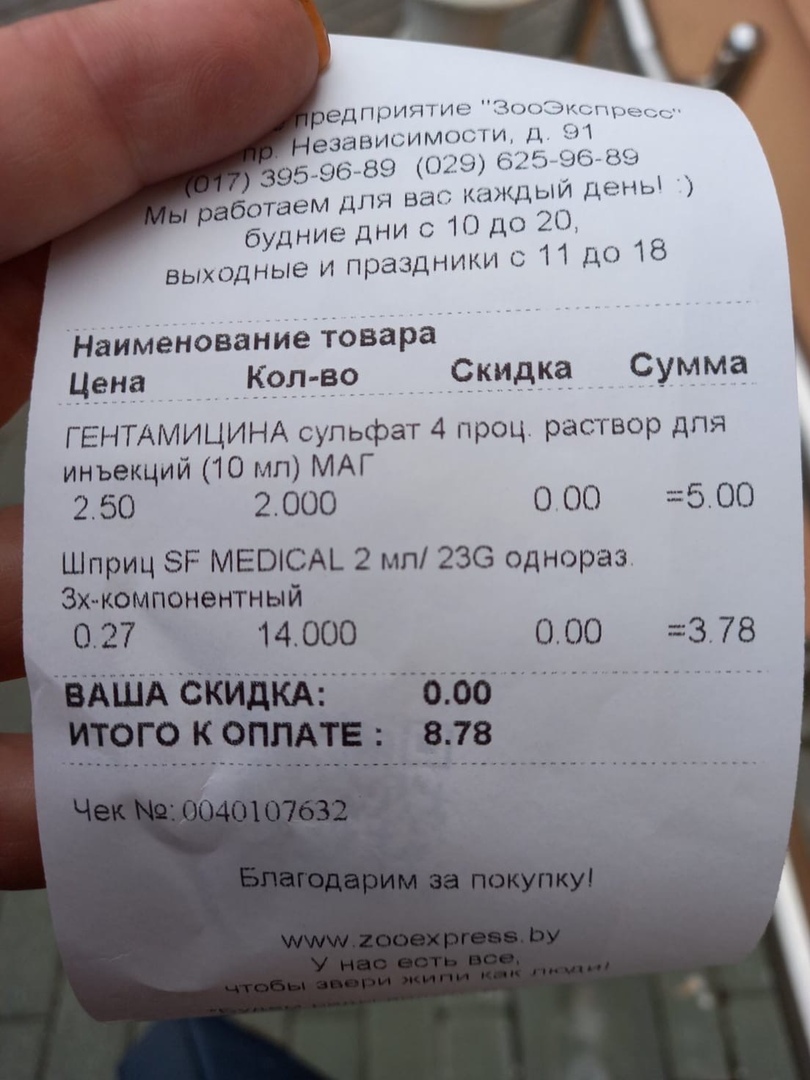 предприятие "ЗооЭкспресс"
пр. Независимости, д. 91
(017) 395-96-89 (029) 625-96-89
Мы работаем для вас каждый день! :)
будние дни с 10 до 20,
выходные и праздники с 11 до 18
Наименование товара
Цена Кол-во Скидка Сумма
ГЕНТАМИЦИНА сульфат 4 проц. раствор для
инъекций (10 мл) МАГ
2.50 2.000 0.00 =5.00
Шприц SF MEDICAL 2 мл/ 23G однораз.
3х-компонентный
0.27 14.000 0.00 =3.78
ВАША СКИДКА: 0.00
ИТОГО К ОПЛАТЕ : 8.78
Чек №: 0040107632
Благодарим за покупку!
www.zooexpress.by
У нас есть все,
чтобы звери жили как люди!